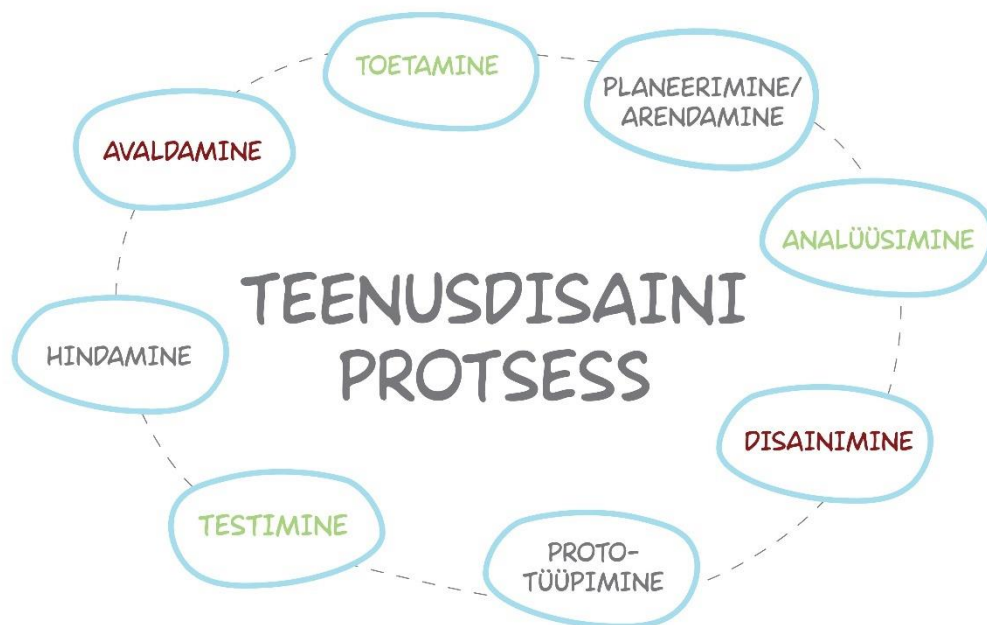 TOETAMINE
PLANEERIMINE/
ARENDAMINE
AVALDAMINE
ANALÜÜSIMINE
TEENUSDISAINI
PROTSESS
HINDAMINE
DISAINIMINE
TESTIMINE
PROTO-
TÜÜPIMINE